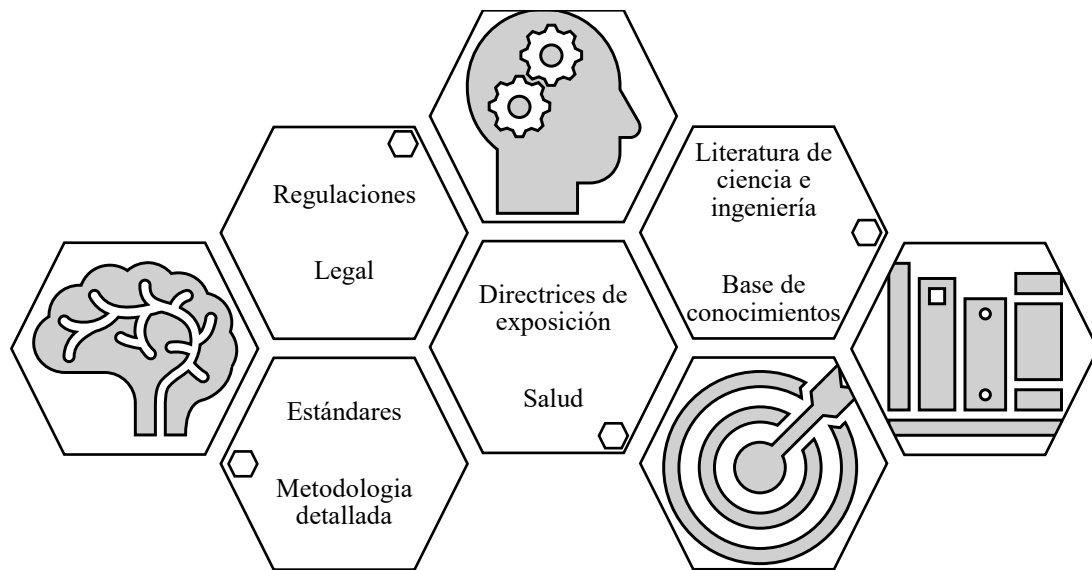 Regulaciones
Legal
Literatura de
ciencia e
ingeniería
Base de
conocimientos
Directrices de
exposición
Salud
Estándares
Metodologia
detallada